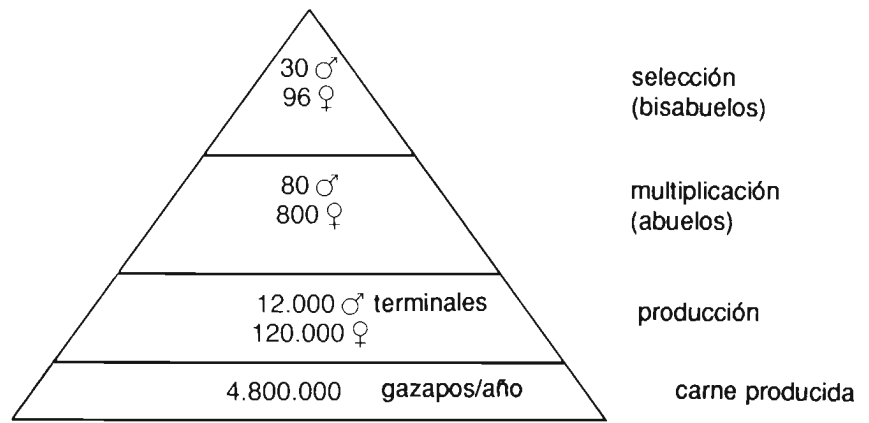 30 ♂
96 ♀
selección
(bisabuelos)
80 ♂
800 ♀
multiplicación
(abuelos)
12.000 ♂ terminales
120.000 ♀
producción
4.800.000 gazapos/año
carne producida